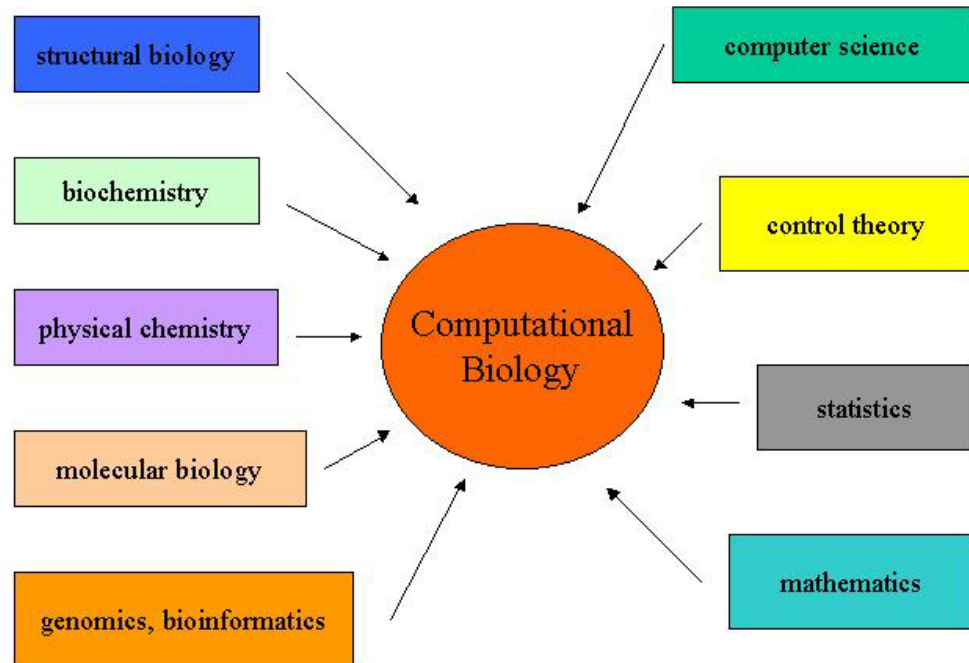 structural biology
computer science
biochemistry
control theory
physical chemistry
Computational
Biology
statistics
molecular biology
mathematics
genomics, bioinformatics